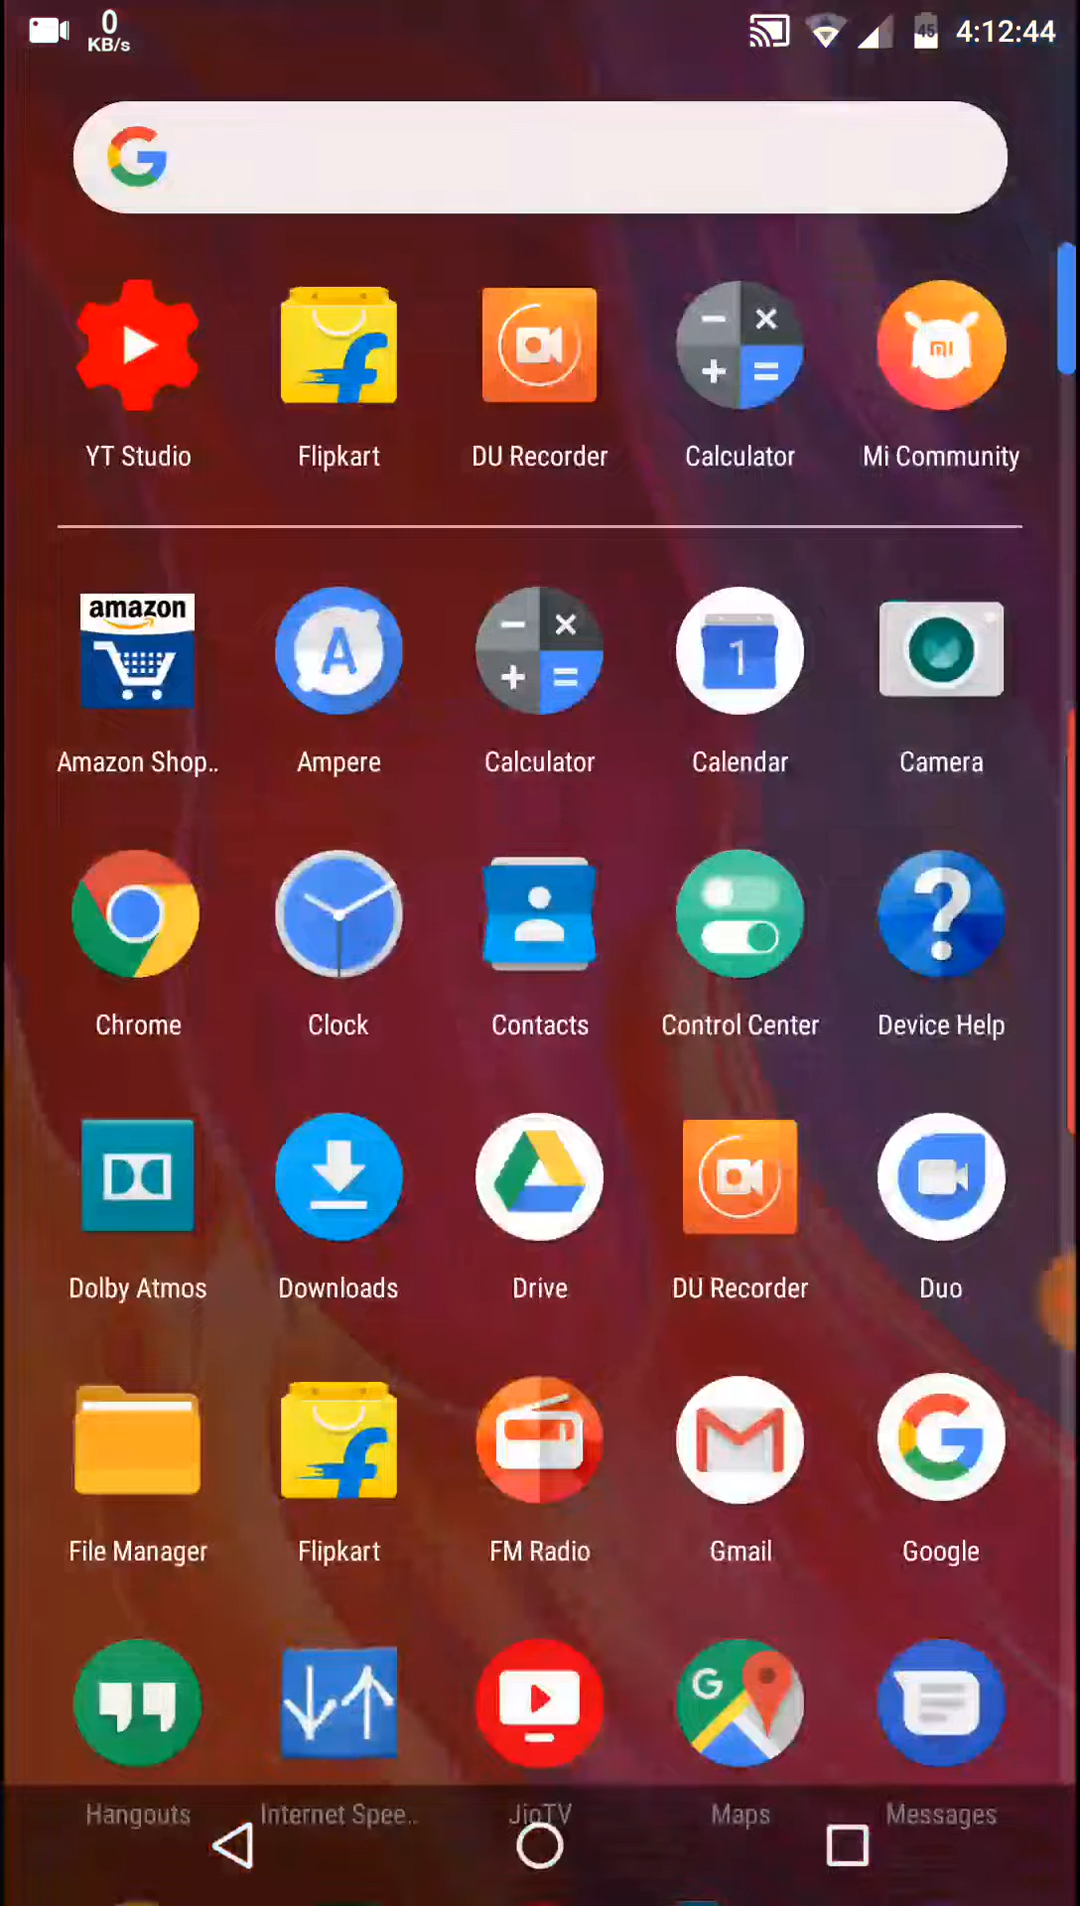 0
KB/s
45
4:12:44
YT Studio
Flipkart
DU Recorder
Calculator
Mi Community
amazon
Amazon Shop..
Ampere
Calculator
Calendar
Camera
Chrome
Clock
Contacts
Control Center
Device Help
Dolby Atmos
Downloads
Drive
DU Recorder
Duo
File Manager
Flipkart
FM Radio
Gmail
Google
Hangouts
Internet Spee..
JioTV
Maps
Messages